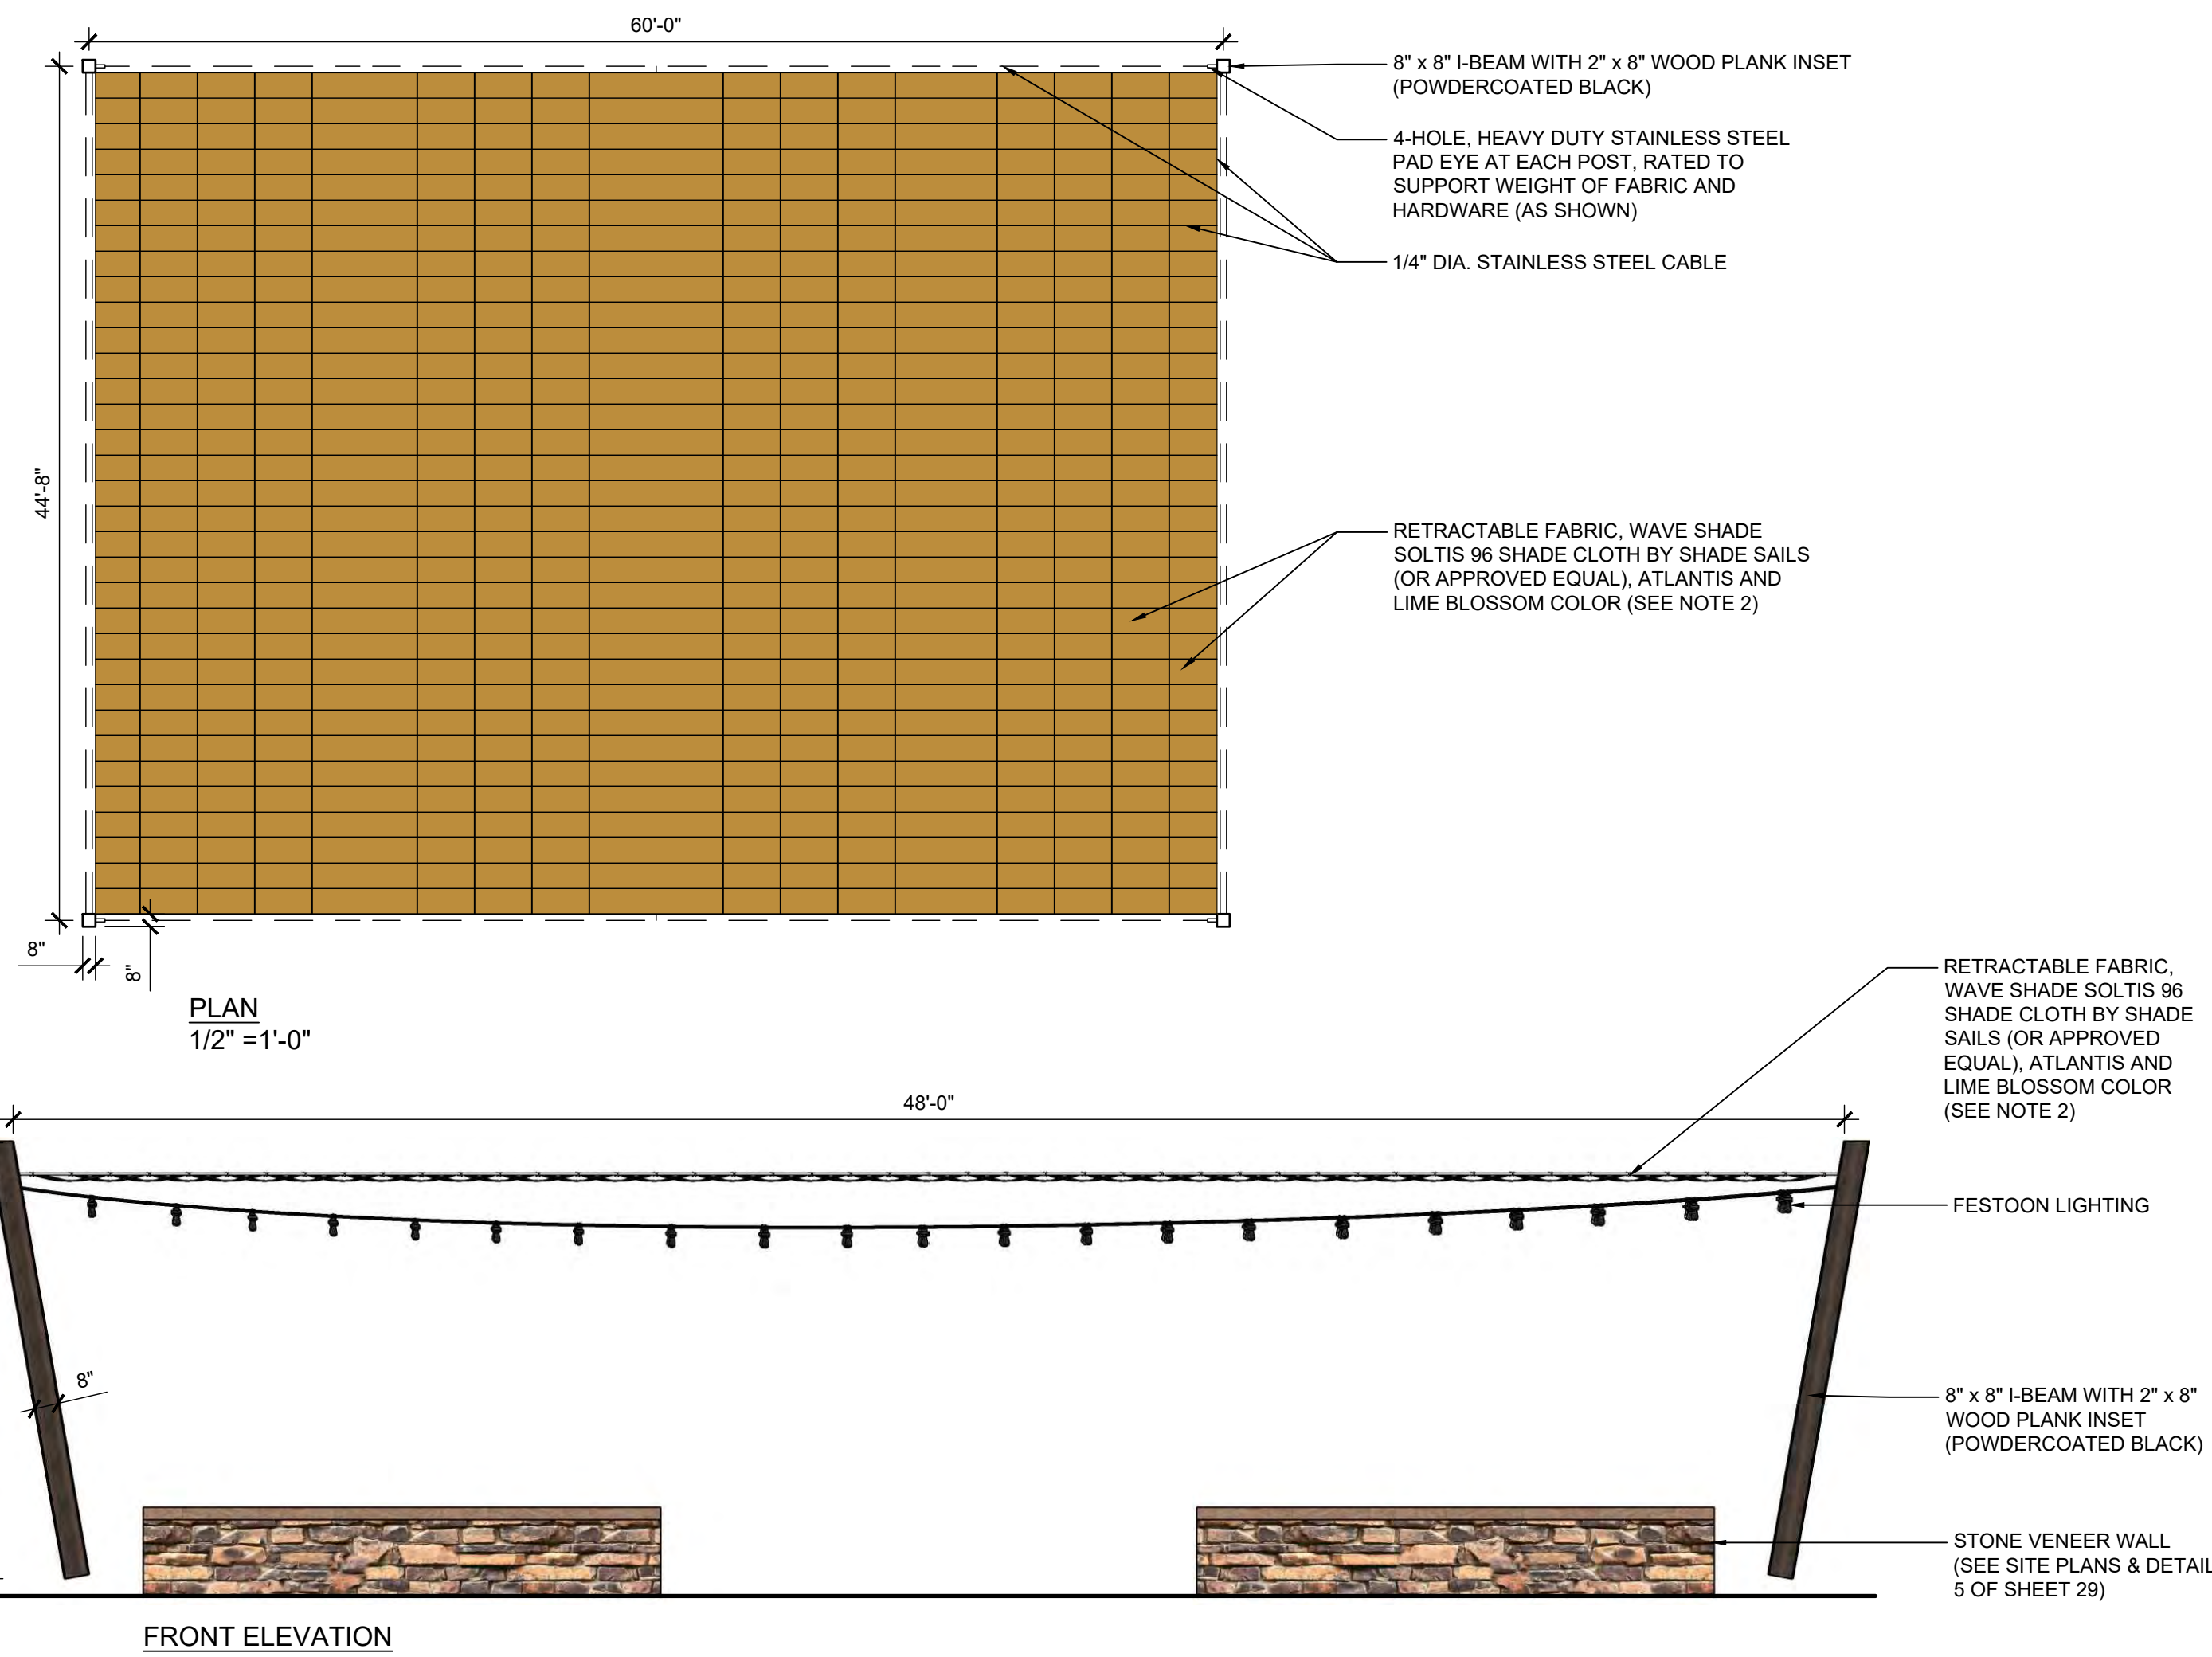 60'-0"
8" x 8" I-BEAM WITH 2" x 8" WOOD PLANK INSET
(POWDERCOATED BLACK)
4-HOLE, HEAVY DUTY STAINLESS STEEL
PAD EYE AT EACH POST, RATED TO
SUPPORT WEIGHT OF FABRIC AND
HARDWARE (AS SHOWN)
1/4" DIA. STAINLESS STEEL CABLE
44'-8"
RETRACTABLE FABRIC, WAVE SHADE
SOLTIS 96 SHADE CLOTH BY SHADE SAILS
(OR APPROVED EQUAL), ATLANTIS AND
LIME BLOSSOM COLOR (SEE NOTE 2)
8"
8"
PLAN
1/2" =1'-0"
RETRACTABLE FABRIC,
WAVE SHADE SOLTIS 96
SHADE CLOTH BY SHADE
SAILS (OR APPROVED
EQUAL), ATLANTIS AND
LIME BLOSSOM COLOR
(SEE NOTE 2)
48'-0"
FESTOON LIGHTING
8"
8" x 8" I-BEAM WITH 2" x 8"
WOOD PLANK INSET
(POWDERCOATED BLACK)
STONE VENEER WALL
(SEE SITE PLANS & DETAIL
5 OF SHEET 29)
FRONT ELEVATION